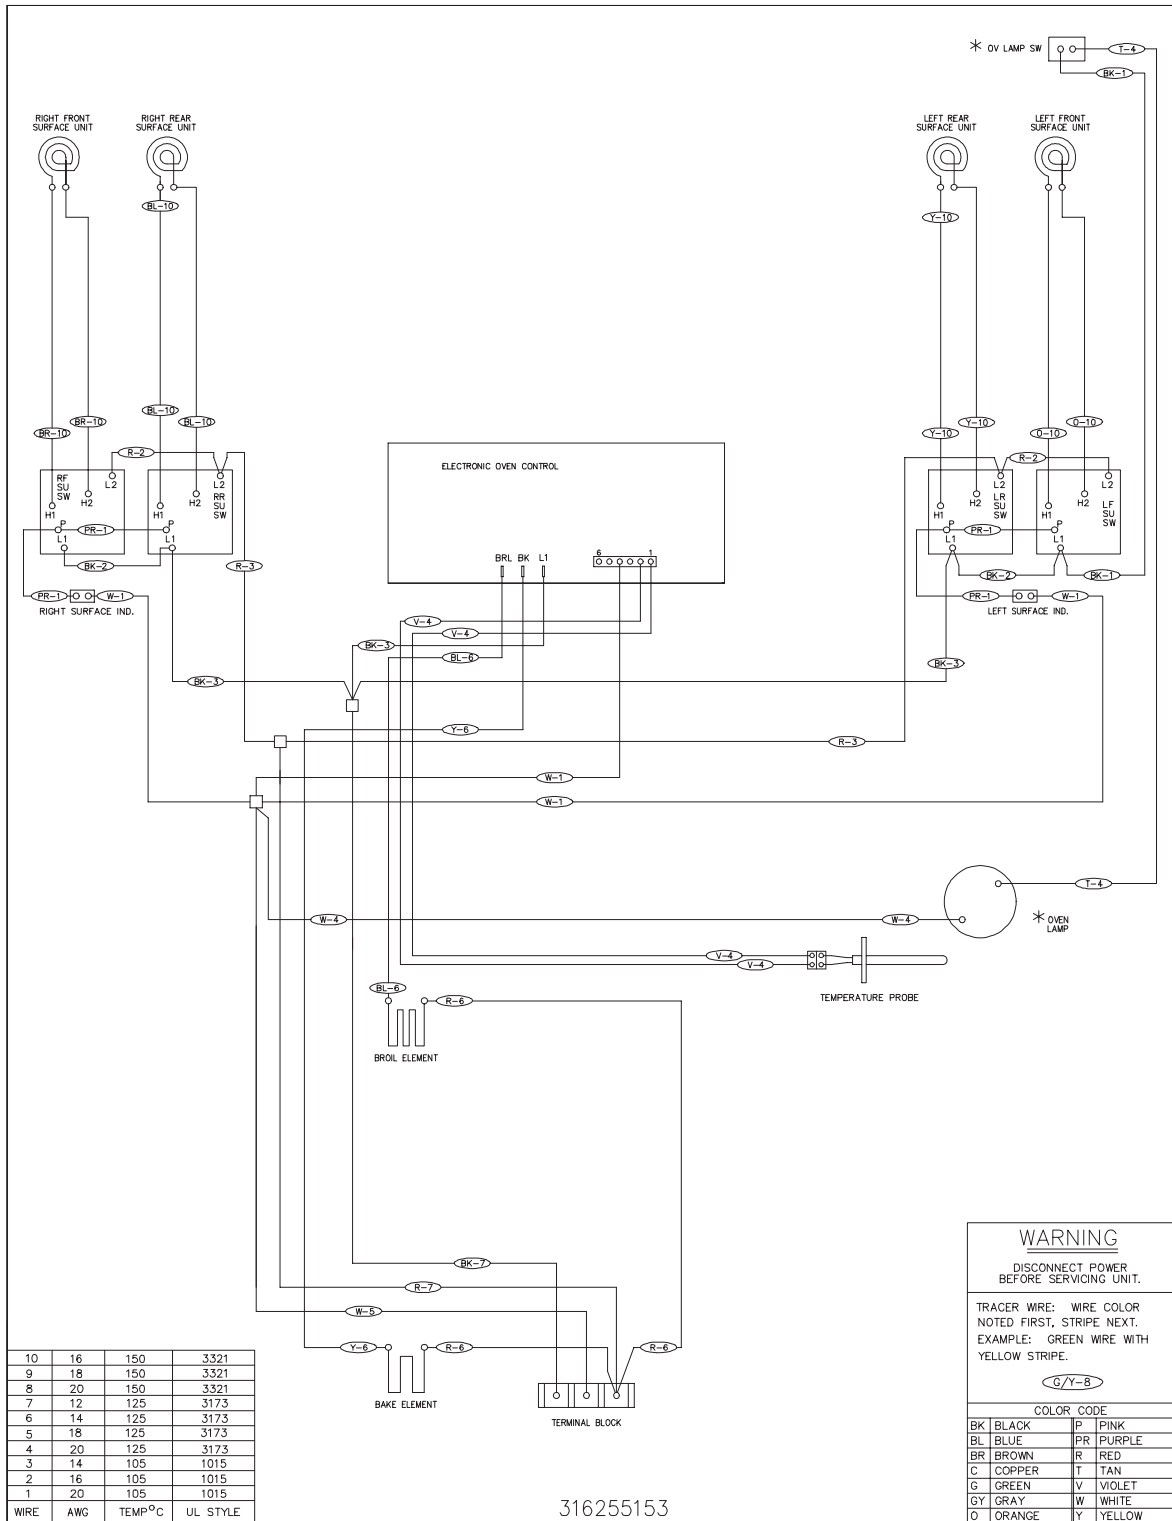 * OV LAMP SW
T-4
BK-1
RIGHT FRONT
SURFACE UNIT
RIGHT REAR
SURFACE UNIT
LEFT REAR
SURFACE UNIT
LEFT FRONT
SURFACE UNIT
BL-10
Y-10
BR-10
BR-10
BL-10
BL-10
Y-10
Y-10
O-10
O-10
R-2
R-2
ELECTRONIC OVEN CONTROL
RF
SU
SW
H1
H2
L2
P
L1
RR
SU
SW
H1
H2
L2
P
L1
LR
SU
SW
H1
H2
L2
P
L1
LF
SU
SW
H1
H2
L2
P
L1
PR-1
PR-1
BK-2
R-3
BRL BK L1
6 1
BK-2
BK-1
PR-1
W-1
RIGHT SURFACE IND.
PR-1
W-1
LEFT SURFACE IND.
V-4
V-4
BK-3
BL-6
BK-3
BK-3
Y-6
R-3
W-1
W-1
T-4
W-4
W-4
* OVEN
LAMP
V-4
V-4
TEMPERATURE PROBE
BL-6
R-6
BROIL ELEMENT
BK-7
R-7
W-5
Y-6
R-6
R-6
BAKE ELEMENT
TERMINAL BLOCK
10 16 150 3321
9 18 150 3321
8 20 150 3321
7 12 125 3173
6 14 125 3173
5 18 125 3173
4 20 125 3173
3 14 105 1015
2 16 105 1015
1 20 105 1015
WIRE AWG TEMP°C UL STYLE
316255153
WARNING
DISCONNECT POWER
BEFORE SERVICING UNIT.
TRACER WIRE: WIRE COLOR
NOTED FIRST, STRIPE NEXT.
EXAMPLE: GREEN WIRE WITH
YELLOW STRIPE.
G/Y-8
COLOR CODE
BK BLACK P PINK
BL BLUE PR PURPLE
BR BROWN R RED
C COPPER T TAN
G GREEN V VIOLET
GY GRAY W WHITE
O ORANGE Y YELLOW